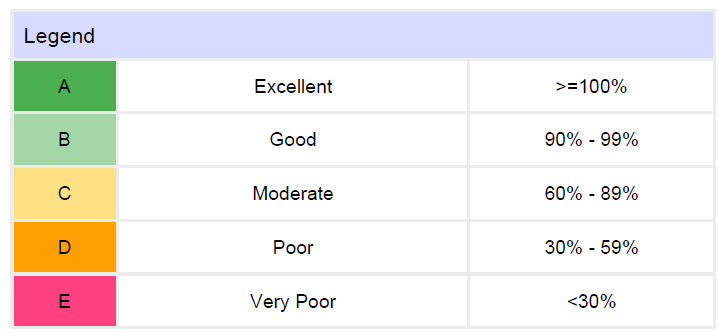 Legend
A Excellent >=100%
B Good 90% - 99%
C Moderate 60% - 89%
D Poor 30% - 59%
E Very Poor <30%